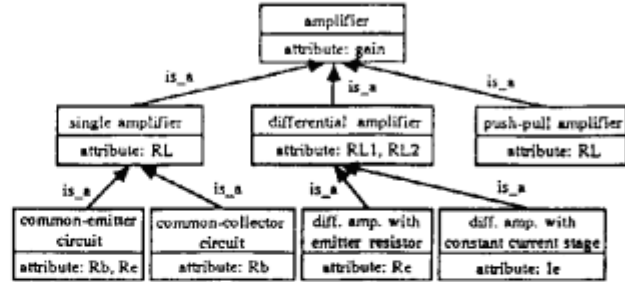 amplifier
attribute: gain
is_a
is_a
is_a
single amplifier
attribute: RL
differential amplifier
attribute: RL1, RL2
push-pull amplifier
attribute: RL
is_a
is_a
is_a
is_a
common-emitter
circuit
attribute: Rb, Re
common-collector
circuit
attribute: Rb
diff. amp. with
emitter resistor
attribute: Re
diff. amp. with
constant current stage
attribute: Ie